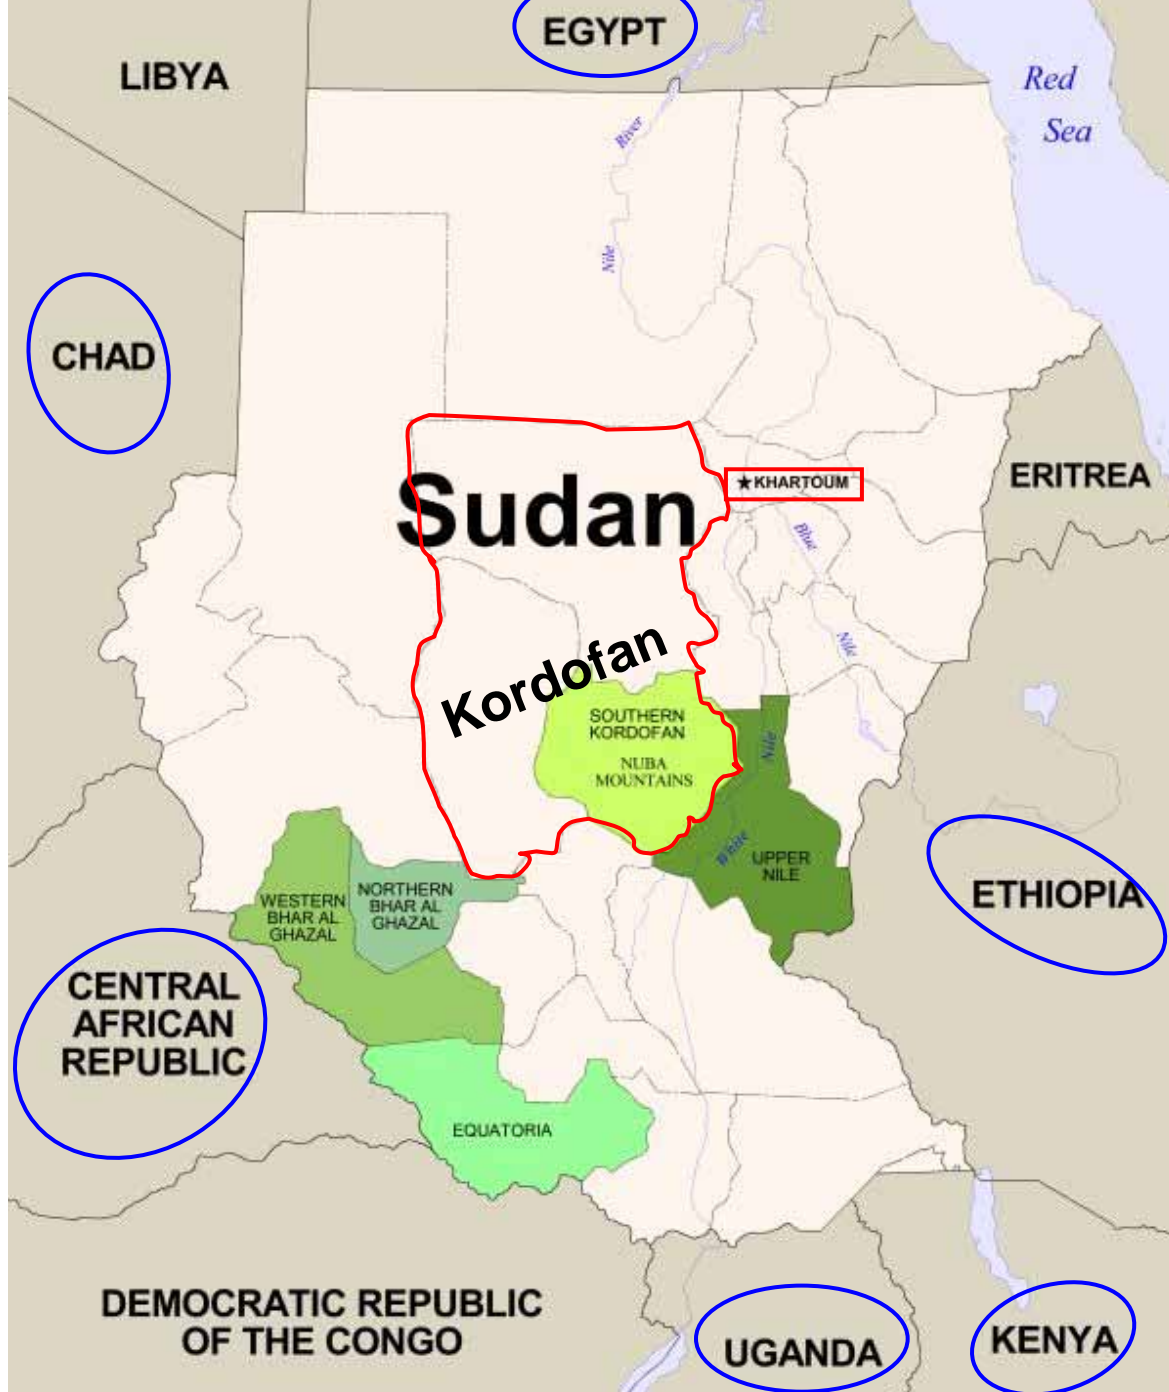 EGYPT
LIBYA
Red
Sea
River
Nile
CHAD
Sudan
★KHARTOUM
ERITREA
Blue
Nile
Kordofan
SOUTHERN
KORDOFAN
NUBA
MOUNTAINS
Nile
White
UPPER
NILE
WESTERN
BHAR AL
GHAZAL
NORTHERN
BHAR AL
GHAZAL
ETHIOPIA
CENTRAL
AFRICAN
REPUBLIC
EQUATORIA
DEMOCRATIC REPUBLIC
OF THE CONGO
UGANDA
KENYA